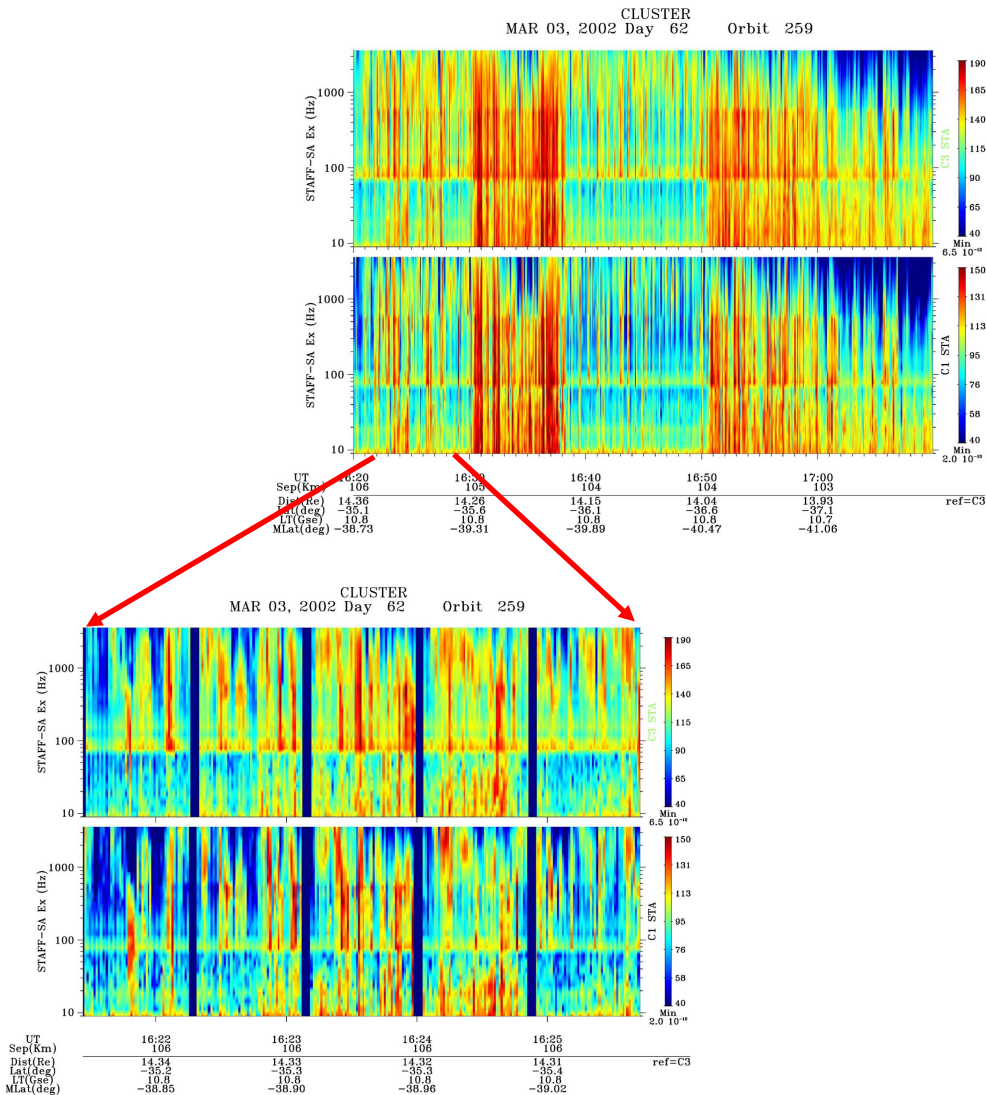 CLUSTER
MAR 03, 2002 Day 62 Orbit 259
STAFF-SA Ex (Hz)
1000
100
10
190
165
140
115
90
65
40
C3 STA
Min
6.5 10⁻¹⁰
STAFF-SA Ex (Hz)
1000
100
10
150
131
113
95
76
58
40
C1 STA
Min
UT 16:20 16:30 16:40 16:50 17:00
Sep(Km) 106 105 104 104 103
Dist(Re) 14.36 14.26 14.15 14.04 13.93 ref=C3
Lat(deg) −35.1 −35.6 −36.1 −36.6 −37.1
LT(Gse) 10.8 10.8 10.8 10.8 10.7
MLat(deg) −38.73 −39.31 −39.89 −40.47 −41.06
CLUSTER
MAR 03, 2002 Day 62 Orbit 259
STAFF-SA Ex (Hz)
1000
100
10
190
165
140
115
90
65
40
C3 STA
Min
STAFF-SA Ex (Hz)
1000
100
10
150
131
113
95
76
58
40
C1 STA
Min
UT 16:22 16:23 16:24 16:25
Sep(Km) 106 106 106 106
Dist(Re) 14.34 14.33 14.32 14.31 ref=C3
Lat(deg) −35.2 −35.3 −35.3 −35.4
LT(Gse) 10.8 10.8 10.8 10.8
MLat(deg) −38.85 −38.90 −38.96 −39.02